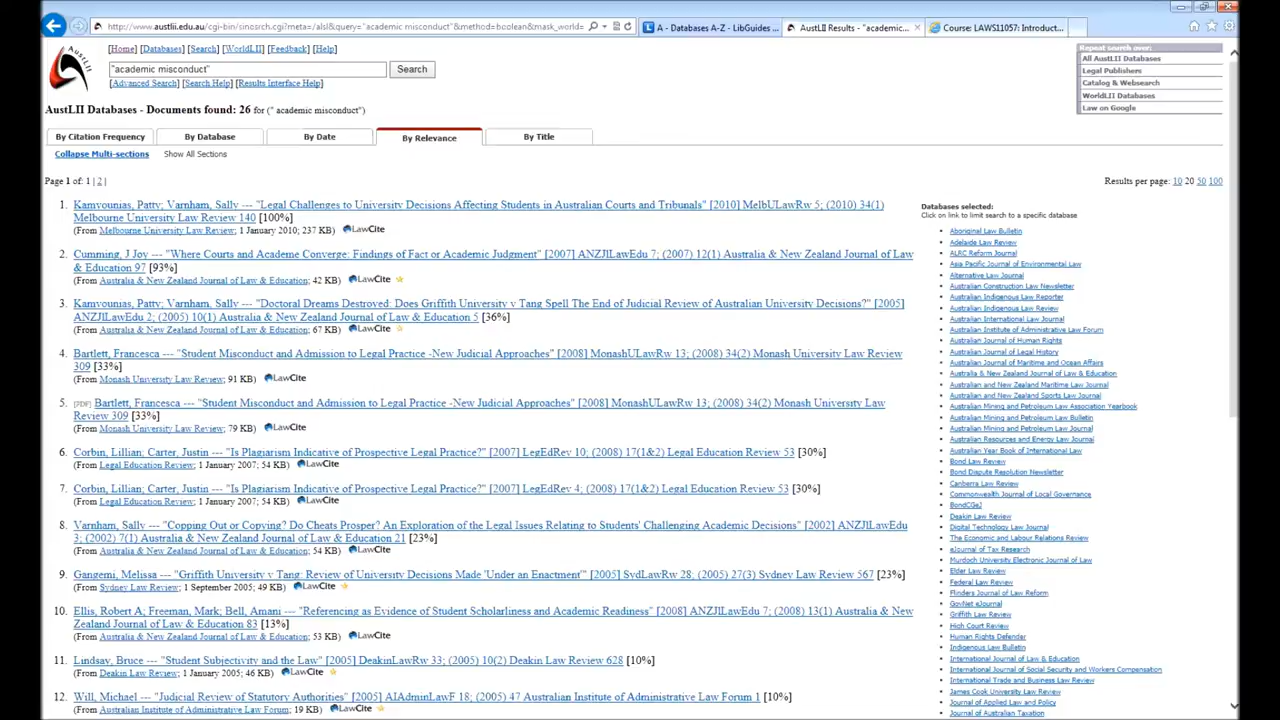 http://www.austlii.edu.au/cgi-bin/sinosrch.cgi?meta=/alsl&query="academic misconduct"&method=boolean&mask_world=
A - Databases A-Z - LibGuides ...
AustLII Results - "academic...
Course: LAWS11057: Introduct...
[Home] [Databases] [Search] [WorldLII] [Feedback] [Help]
"academic misconduct"
Search
[Advanced Search] [Search Help] [Results Interface Help]
Repeat search over:
All AustLII Databases
Legal Publishers
Catalog & Websearch
WorldLII Databases
Law on Google
AustLII Databases - Documents found: 26 for (" academic misconduct")
By Citation Frequency
By Database
By Date
By Relevance
By Title
Collapse Multi-sections Show All Sections
Page 1 of: 1 | 2 |
Results per page: 10 20 50 100
1. Kamvounias, Patty; Varnham, Sally --- "Legal Challenges to University Decisions Affecting Students in Australian Courts and Tribunals" [2010] MelbULawRw 5; (2010) 34(1)
Melbourne University Law Review 140 [100%]
(From Melbourne University Law Review; 1 January 2010; 237 KB) LawCite
2. Cumming, J Joy --- "Where Courts and Academe Converge: Findings of Fact or Academic Judgment" [2007] ANZJlLawEdu 7; (2007) 12(1) Australia & New Zealand Journal of Law
& Education 97 [93%]
(From Australia & New Zealand Journal of Law & Education; 42 KB) LawCite
3. Kamvounias, Patty; Varnham, Sally --- "Doctoral Dreams Destroyed: Does Griffith University v Tang Spell The End of Judicial Review of Australian University Decisions?" [2005]
ANZJlLawEdu 2; (2005) 10(1) Australia & New Zealand Journal of Law & Education 5 [36%]
(From Australia & New Zealand Journal of Law & Education; 67 KB) LawCite
4. Bartlett, Francesca --- "Student Misconduct and Admission to Legal Practice -New Judicial Approaches" [2008] MonashULawRw 13; (2008) 34(2) Monash University Law Review
309 [33%]
(From Monash University Law Review; 91 KB) LawCite
5. [PDF] Bartlett, Francesca --- "Student Misconduct and Admission to Legal Practice -New Judicial Approaches" [2008] MonashULawRw 13; (2008) 34(2) Monash University Law
Review 309 [33%]
(From Monash University Law Review; 79 KB) LawCite
6. Corbin, Lillian; Carter, Justin --- "Is Plagiarism Indicative of Prospective Legal Practice?" [2007] LegEdRev 10; (2008) 17(1&2) Legal Education Review 53 [30%]
(From Legal Education Review; 1 January 2007; 54 KB) LawCite
7. Corbin, Lillian; Carter, Justin --- "Is Plagiarism Indicative of Prospective Legal Practice?" [2007] LegEdRev 4; (2008) 17(1&2) Legal Education Review 53 [30%]
(From Legal Education Review; 1 January 2007; 54 KB) LawCite
8. Varnham, Sally --- "Copping Out or Copping It? Do Cheats Proper? An Exploration of the Legal Issues Relating to Students' Challenging Academic Decisions" [2002] ANZJlLawEdu
3; (2002) 7(1) Australia & New Zealand Journal of Law & Education 21 [23%]
(From Australia & New Zealand Journal of Law & Education; 54 KB) LawCite
9. Gangemi, Melissa --- "Griffith University v Tang: Review of University Decisions Made 'Under an Enactment'" [2005] SydLawRw 28; (2005) 27(3) Sydney Law Review 567 [23%]
(From Sydney Law Review; 1 September 2005; 49 KB) LawCite
10. Ellis, Robert A; Freeman, Mark; Bell, Amani --- "Referencing as Evidence of Student Scholarliness and Academic Readiness" [2008] ANZJlLawEdu 7; (2008) 13(1) Australia & New
Zealand Journal of Law & Education 83 [13%]
(From Australia & New Zealand Journal of Law & Education; 53 KB) LawCite
11. Lindsay, Bruce --- "Student Subjectivity and the Law" [2005] DeakinLawRw 33; (2005) 10(2) Deakin Law Review 628 [10%]
(From Deakin Law Review; 1 January 2005; 46 KB) LawCite
12. Will, Michael --- "Judicial Review of Statutory Authorities" [2005] AIAdminLawF 18; (2005) 47 Australian Institute of Administrative Law Forum 1 [10%]
(From Australian Institute of Administrative Law Forum; 19 KB) LawCite
Databases selected:
Click on link to limit search to a specific database
Aboriginal Law Bulletin
Adelaide Law Review
ALRC Reform Journal
Asia Pacific Journal of Environmental Law
Alternative Law Journal
Australian Construction Law Newsletter
Australian Indigenous Law Reporter
Australian Indigenous Law Review
Australian International Law Journal
Australian Institute of Administrative Law Forum
Australian Journal of Human Rights
Australian Journal of Legal History
Australian Journal of Maritime and Ocean Affairs
Australia & New Zealand Journal of Law & Education
Australian and New Zealand Maritime Law Journal
Australian and New Zealand Sports Law Journal
Australian Mining and Petroleum Law Association Yearbook
Australian Mining and Petroleum Law Bulletin
Australian Mining and Petroleum Law Journal
Australian Resources and Energy Law Journal
Australian Year Book of International Law
Bond Law Review
Bond Dispute Resolution Newsletter
Canberra Law Review
Commonwealth Journal of Local Governance
BondCGeJ
Deakin Law Review
Digital Technology Law Journal
The Economic and Labour Relations Review
eJournal of Tax Research
Murdoch University Electronic Journal of Law
Elder Law Review
Federal Law Review
Flinders Journal of Law Reform
GovNet eJournal
Griffith Law Review
High Court Review
Human Rights Defender
Indigenous Law Bulletin
International Journal of Law & Education
International Journal of Social Security and Workers Compensation
International Trade and Business Law Review
James Cook University Law Review
Journal of Applied Law and Policy
Journal of Australian Taxation